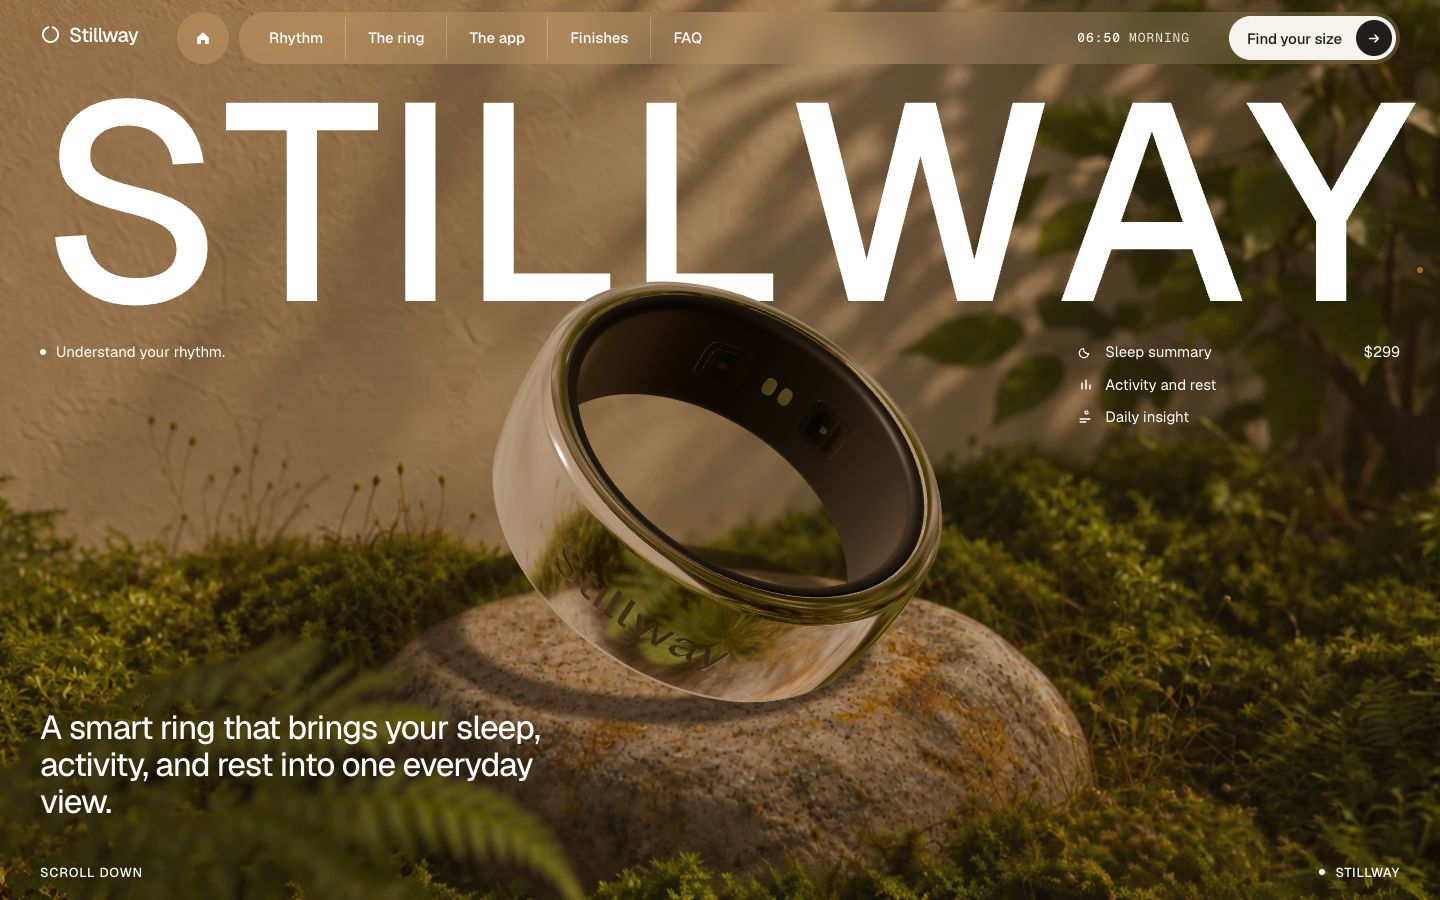 Stillway
Rhythm
The ring
The app
Finishes
FAQ
06:50 MORNING
Find your size
STILLWAY
Understand your rhythm.
Sleep summary
$299
Activity and rest
Daily insight
Stillway
A smart ring that brings your sleep,
activity, and rest into one everyday
view.
SCROLL DOWN
STILLWAY